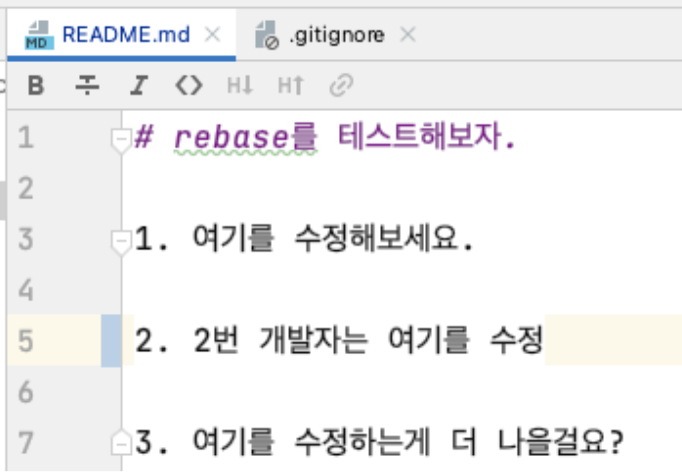 MD README.md × .gitignore ×
B T I <> H↓ H↑
1 # rebase를 테스트해보자.
2
3 1. 여기를 수정해보세요.
4
5 2. 2번 개발자는 여기를 수정
6
7 3. 여기를 수정하는게 더 나을걸요?